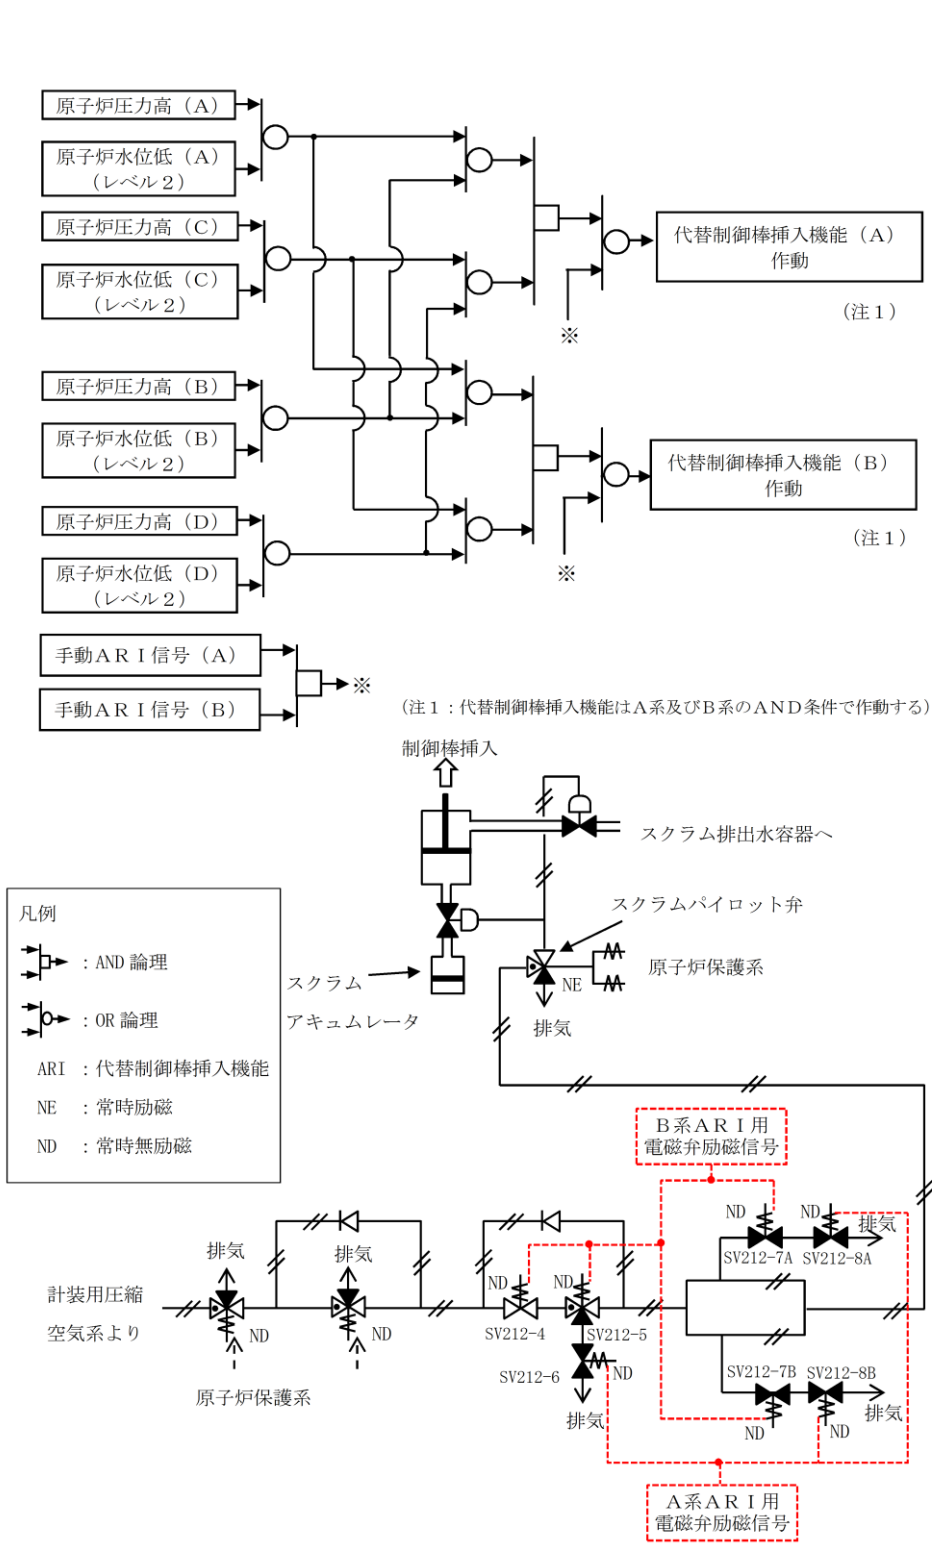 原子炉圧力高（A）
原子炉水位低（A）
（レベル２）
原子炉圧力高（C）
原子炉水位低（C）
（レベル２）
代替制御棒挿入機能（A）
作動
（注１）
※
原子炉圧力高（B）
原子炉水位低（B）
（レベル２）
代替制御棒挿入機能（B）
作動
（注１）
※
原子炉圧力高（D）
原子炉水位低（D）
（レベル２）
手動ＡＲＩ信号（A）
手動ＡＲＩ信号（B）
※
（注１：代替制御棒挿入機能はＡ系及びＢ系のＡＮＤ条件で作動する）
制御棒挿入
スクラム排出水容器へ
スクラムパイロット弁
原子炉保護系
NE
排気
スクラム
アキュムレータ
凡例
：AND 論理
：OR 論理
ARI ：代替制御棒挿入機能
NE ：常時励磁
ND ：常時無励磁
Ｂ系ＡＲＩ用
電磁弁励磁信号
ND
ND
排気
SV212-7A
SV212-8A
排気
排気
計装用圧縮
空気系より
ND
ND
原子炉保護系
ND
ND
SV212-4
SV212-5
SV212-6
ND
排気
SV212-7B
SV212-8B
排気
ND
ND
Ａ系ＡＲＩ用
電磁弁励磁信号